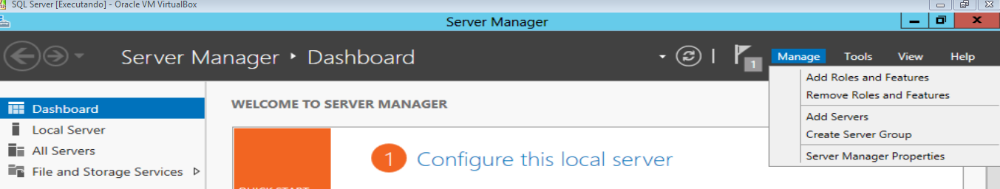 SQL Server [Executando] - Oracle VM VirtualBox
Server Manager
Server Manager ‣ Dashboard
1
Manage Tools View Help
Add Roles and Features
Remove Roles and Features
Add Servers
Create Server Group
Server Manager Properties
Dashboard
Local Server
All Servers
File and Storage Services
WELCOME TO SERVER MANAGER
1 Configure this local server
QUICK START